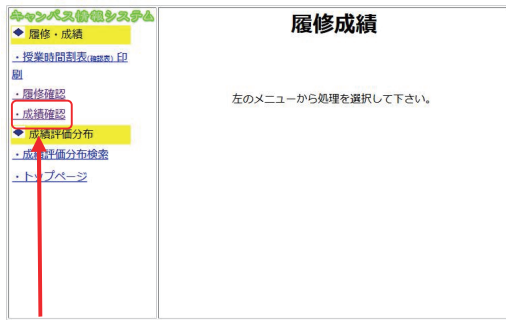 キャンパス情報システム
履修・成績
・授業時間割表(確認表) 印
刷
・履修確認
・成績確認
成績評価分布
・成績評価分布検索
・トップページ
履修成績
左のメニューから処理を選択して下さい。